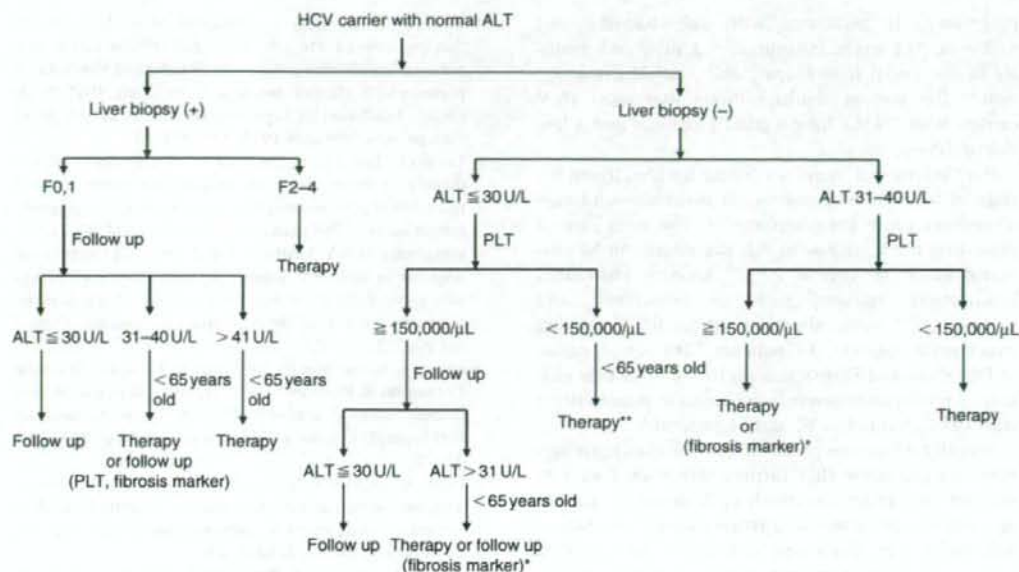 HCV carrier with normal ALT
Liver biopsy (+)
Liver biopsy (−)
F0,1
F2–4
ALT ≦ 30 U/L
ALT 31–40 U/L
Follow up
Therapy
PLT
PLT
ALT ≦ 30 U/L
31–40 U/L
> 41 U/L
≧ 150,000/μL
< 150,000/μL
≧ 150,000/μL
< 150,000/μL
< 65 years
old
< 65 years
old
Follow up
< 65 years old
Follow up
Therapy
or follow up
(PLT, fibrosis marker)
Therapy
Therapy**
Therapy
or
(fibrosis marker)*
Therapy
ALT ≦ 30 U/L
ALT > 31 U/L
< 65 years old
Follow up
Therapy or follow up
(fibrosis marker)*